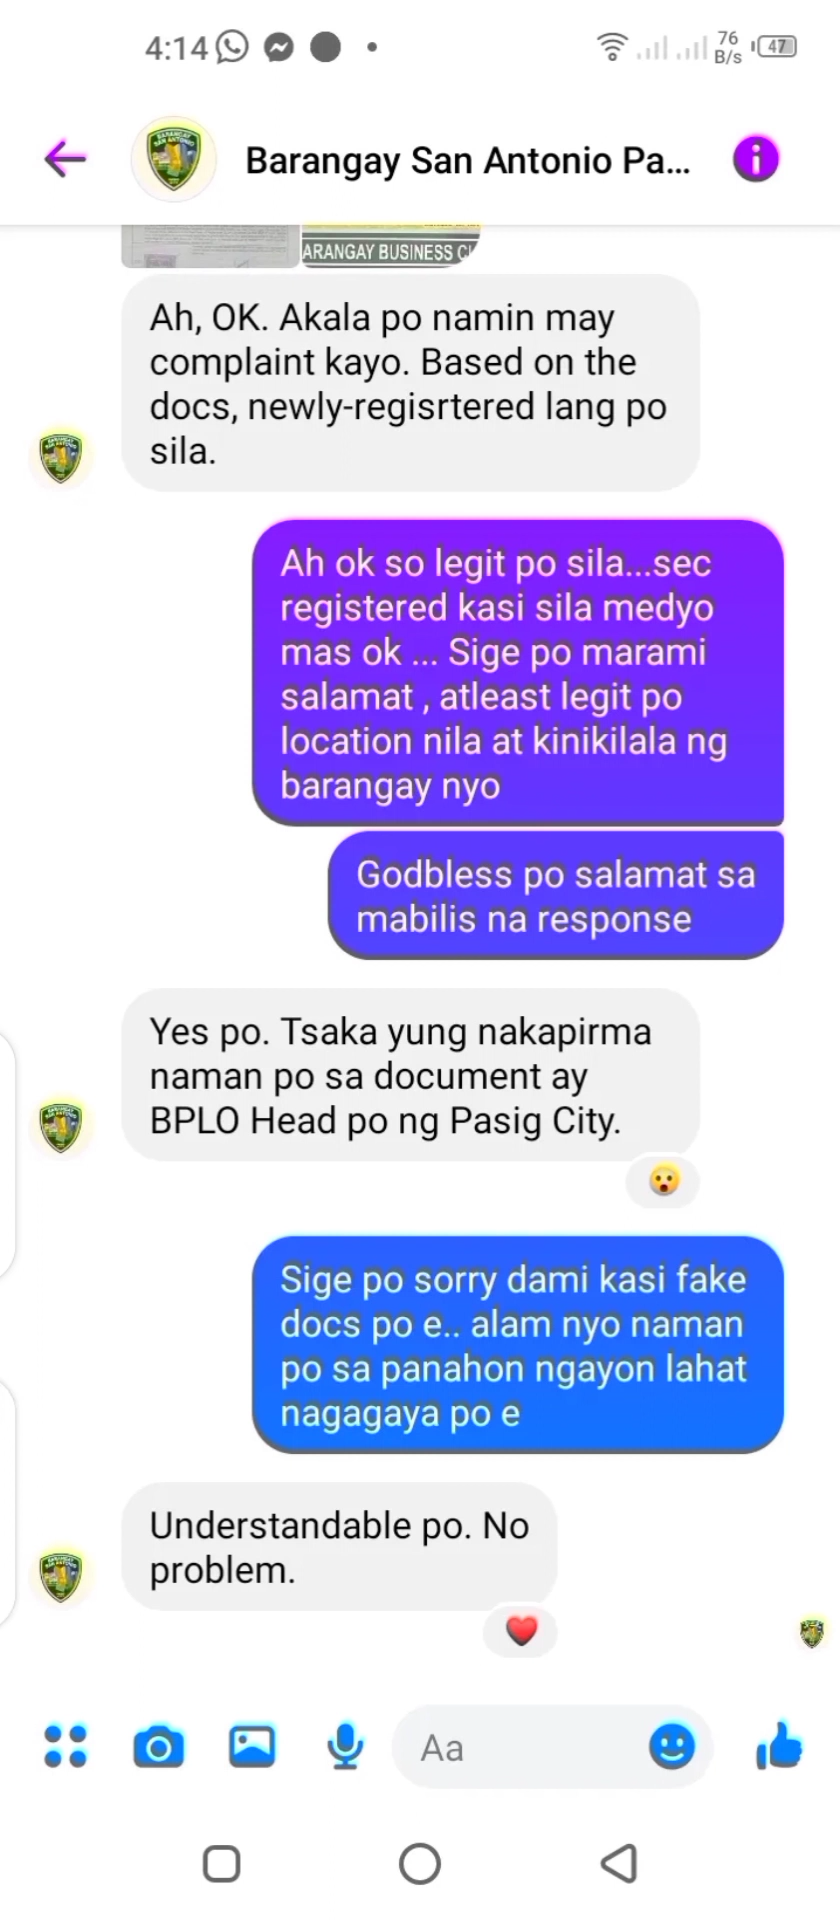 4:14
76
B/s
47
Barangay San Antonio Pa...
ARANGAY BUSINESS CL
Ah, OK. Akala po namin may
complaint kayo. Based on the
docs, newly-regisrtered lang po
sila.
Ah ok so legit po sila...sec
registered kasi sila medyo
mas ok ... Sige po marami
salamat , atleast legit po
location nila at kinikilala ng
barangay nyo
Godbless po salamat sa
mabilis na response
Yes po. Tsaka yung nakapirma
naman po sa document ay
BPLO Head po ng Pasig City.
Sige po sorry dami kasi fake
docs po e.. alam nyo naman
po sa panahon ngayon lahat
nagagaya po e
Understandable po. No
problem.
Aa